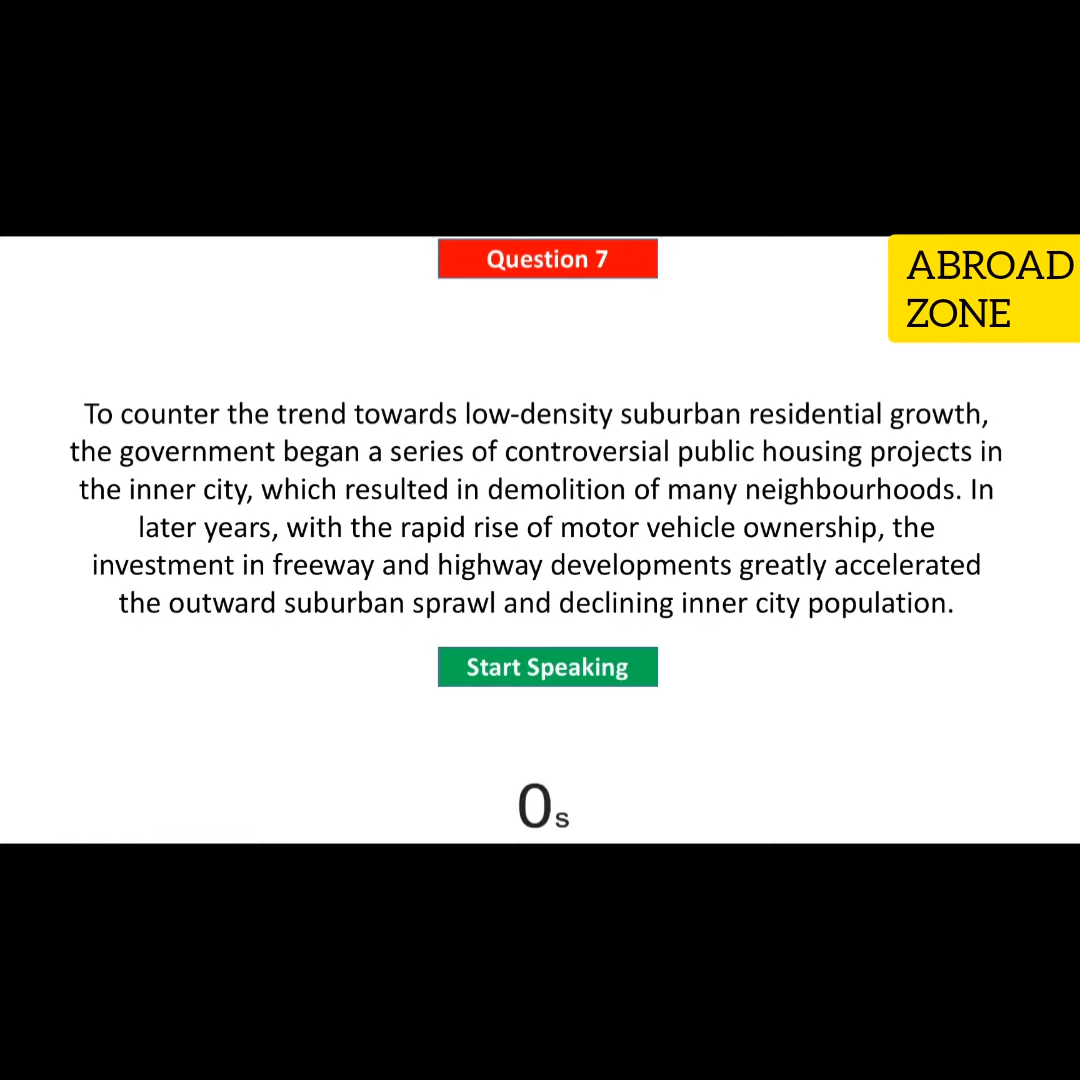 Question 7
ABROAD
ZONE
To counter the trend towards low-density suburban residential growth,
the government began a series of controversial public housing projects in
the inner city, which resulted in demolition of many neighbourhoods. In
later years, with the rapid rise of motor vehicle ownership, the
investment in freeway and highway developments greatly accelerated
the outward suburban sprawl and declining inner city population.
Start Speaking
0s